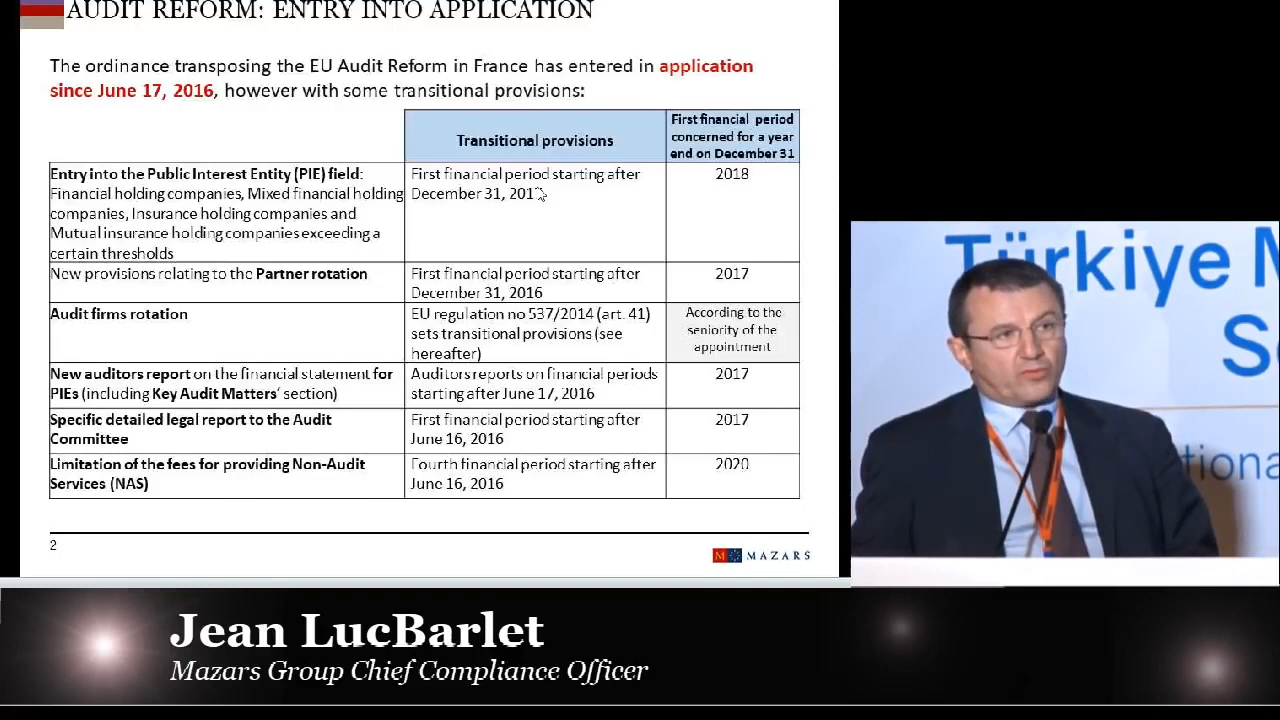 AUDIT REFORM: ENTRY INTO APPLICATION
The ordinance transposing the EU Audit Reform in France has entered in application
since June 17, 2016, however with some transitional provisions:
Transitional provisions
First financial period
concerned for a year
end on December 31
Entry into the Public Interest Entity (PIE) field:
Financial holding companies, Mixed financial holding
companies, Insurance holding companies and
Mutual insurance holding companies exceeding a
certain thresholds
First financial period starting after
December 31,
2018
New provisions relating to the Partner rotation
First financial period starting after
December 31, 2016
2017
Audit firms rotation
EU regulation no 537/2014 (art. 41)
sets transitional provisions (see
hereafter)
According to the
seniority of the
appointment
New auditors report on the financial statement for
PIEs (including Key Audit Matters' section)
Auditors reports on financial periods
starting after June 17, 2016
2017
Specific detailed legal report to the Audit
Committee
First financial period starting after
June 16, 2016
2017
Limitation of the fees for providing Non-Audit
Services (NAS)
Fourth financial period starting after
June 16, 2016
2020
2
M MAZARS
Türkiye M
S
tiona
Jean LucBarlet
Mazars Group Chief Compliance Officer